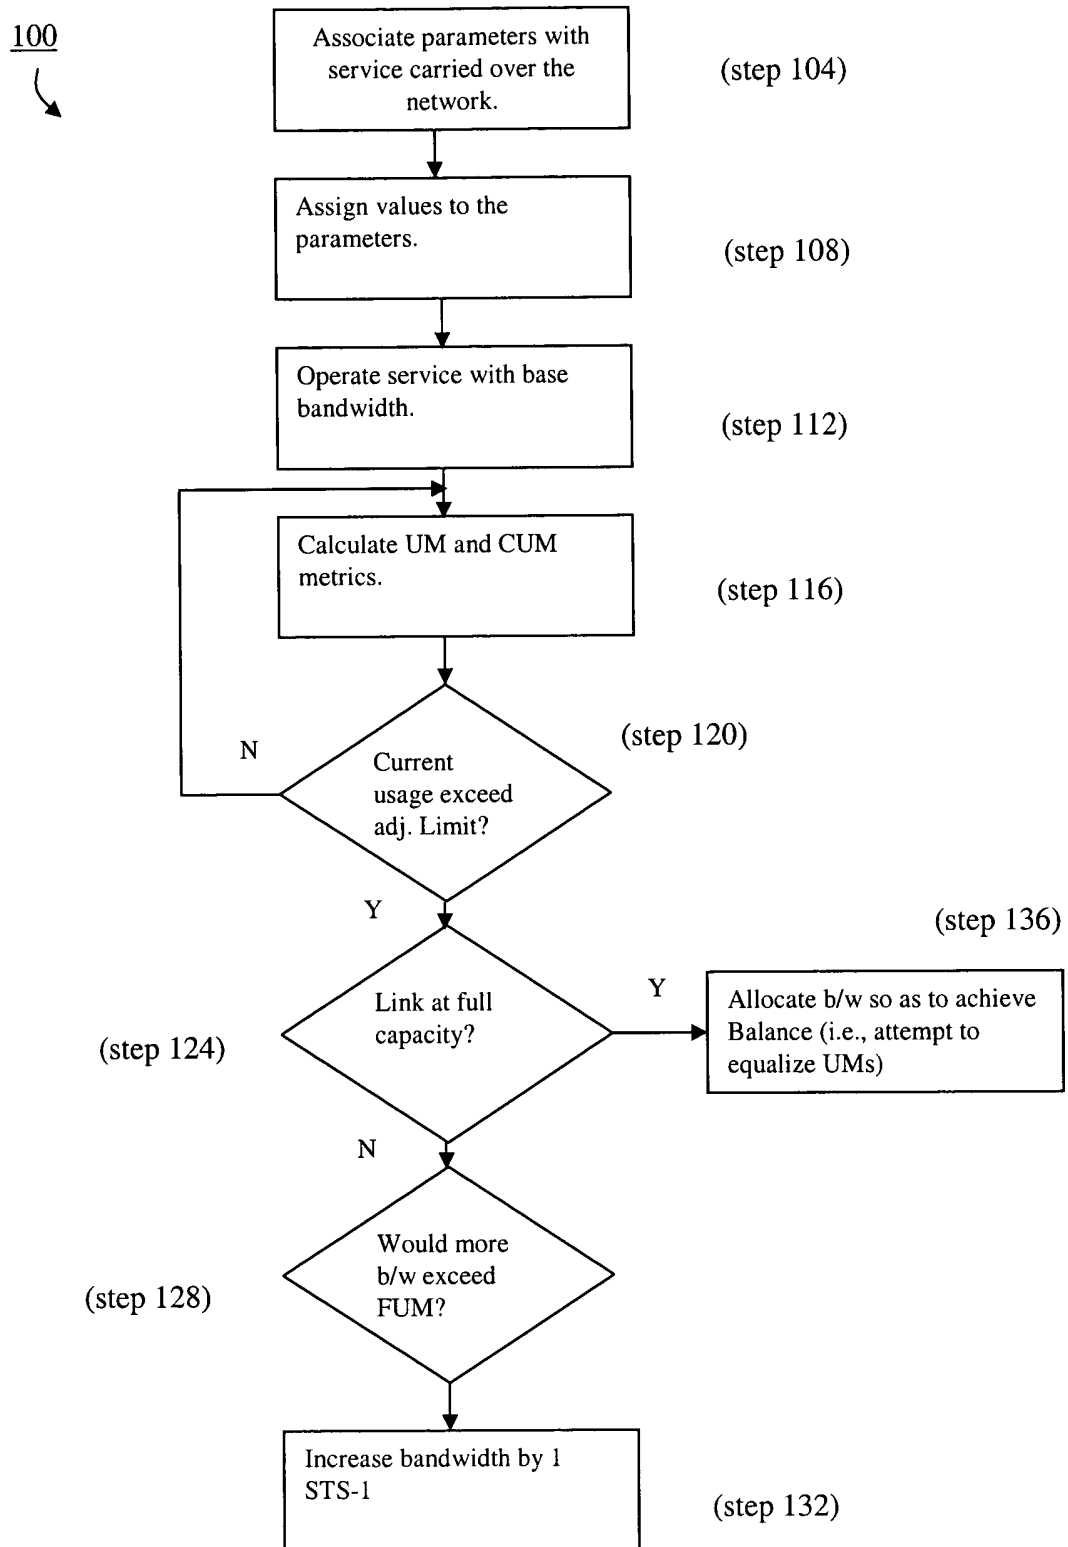 100
Associate parameters with
service carried over the
network.
(step 104)
Assign values to the
parameters.
(step 108)
Operate service with base
bandwidth.
(step 112)
Calculate UM and CUM
metrics.
(step 116)
N
(step 120)
Current
usage exceed
adj. Limit?
Y
(step 136)
Link at full
capacity?
Y
Allocate b/w so as to achieve
Balance (i.e., attempt to
equalize UMs)
(step 124)
N
Would more
b/w exceed
FUM?
(step 128)
Increase bandwidth by 1
STS-1
(step 132)